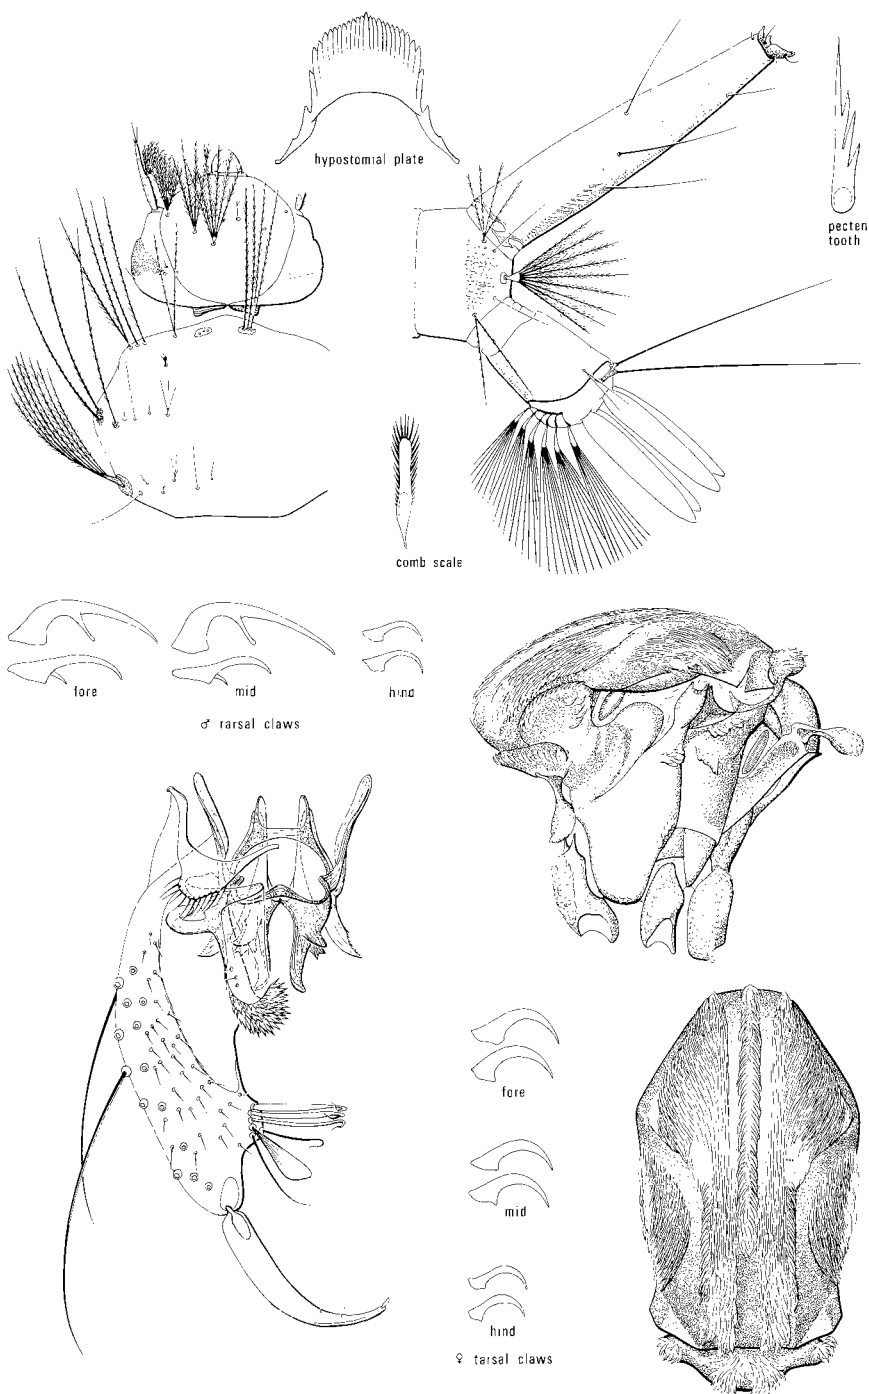 hypostomial plate
pecten
tooth
comb scale
fore
mid
hind
♂ tarsal claws
fore
mid
hind
♀ tarsal claws